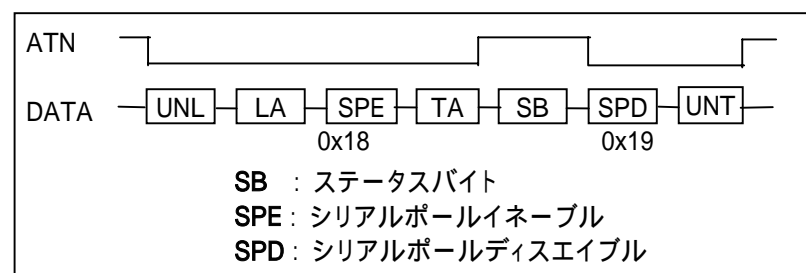 ATN
DATA UNL LA SPE TA SB SPD UNT
0x18 0x19
SB : ステータスバイト
SPE : シリアルポールイネーブル
SPD : シリアルポールディスエイブル